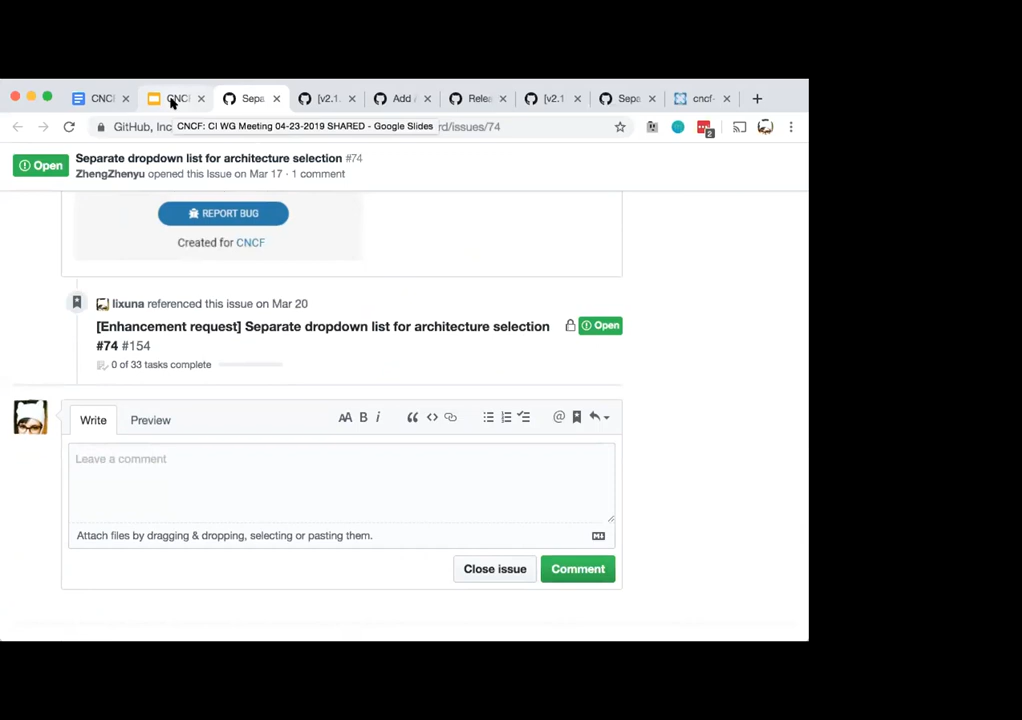 CNCF CNCF Sepa [v2.1. Add Relea [v2.1 Sepa cncf-
GitHub, Inc CNCF: CI WG Meeting 04-23-2019 SHARED - Google Slides rd/issues/74 2
Open Separate dropdown list for architecture selection #74
ZhengZhenyu opened this Issue on Mar 17 · 1 comment
REPORT BUG
Created for CNCF
lixuna referenced this issue on Mar 20
[Enhancement request] Separate dropdown list for architecture selection Open
#74 #154
0 of 33 tasks complete
Write Preview AA B i
Leave a comment
Attach files by dragging & dropping, selecting or pasting them.
Close issue Comment